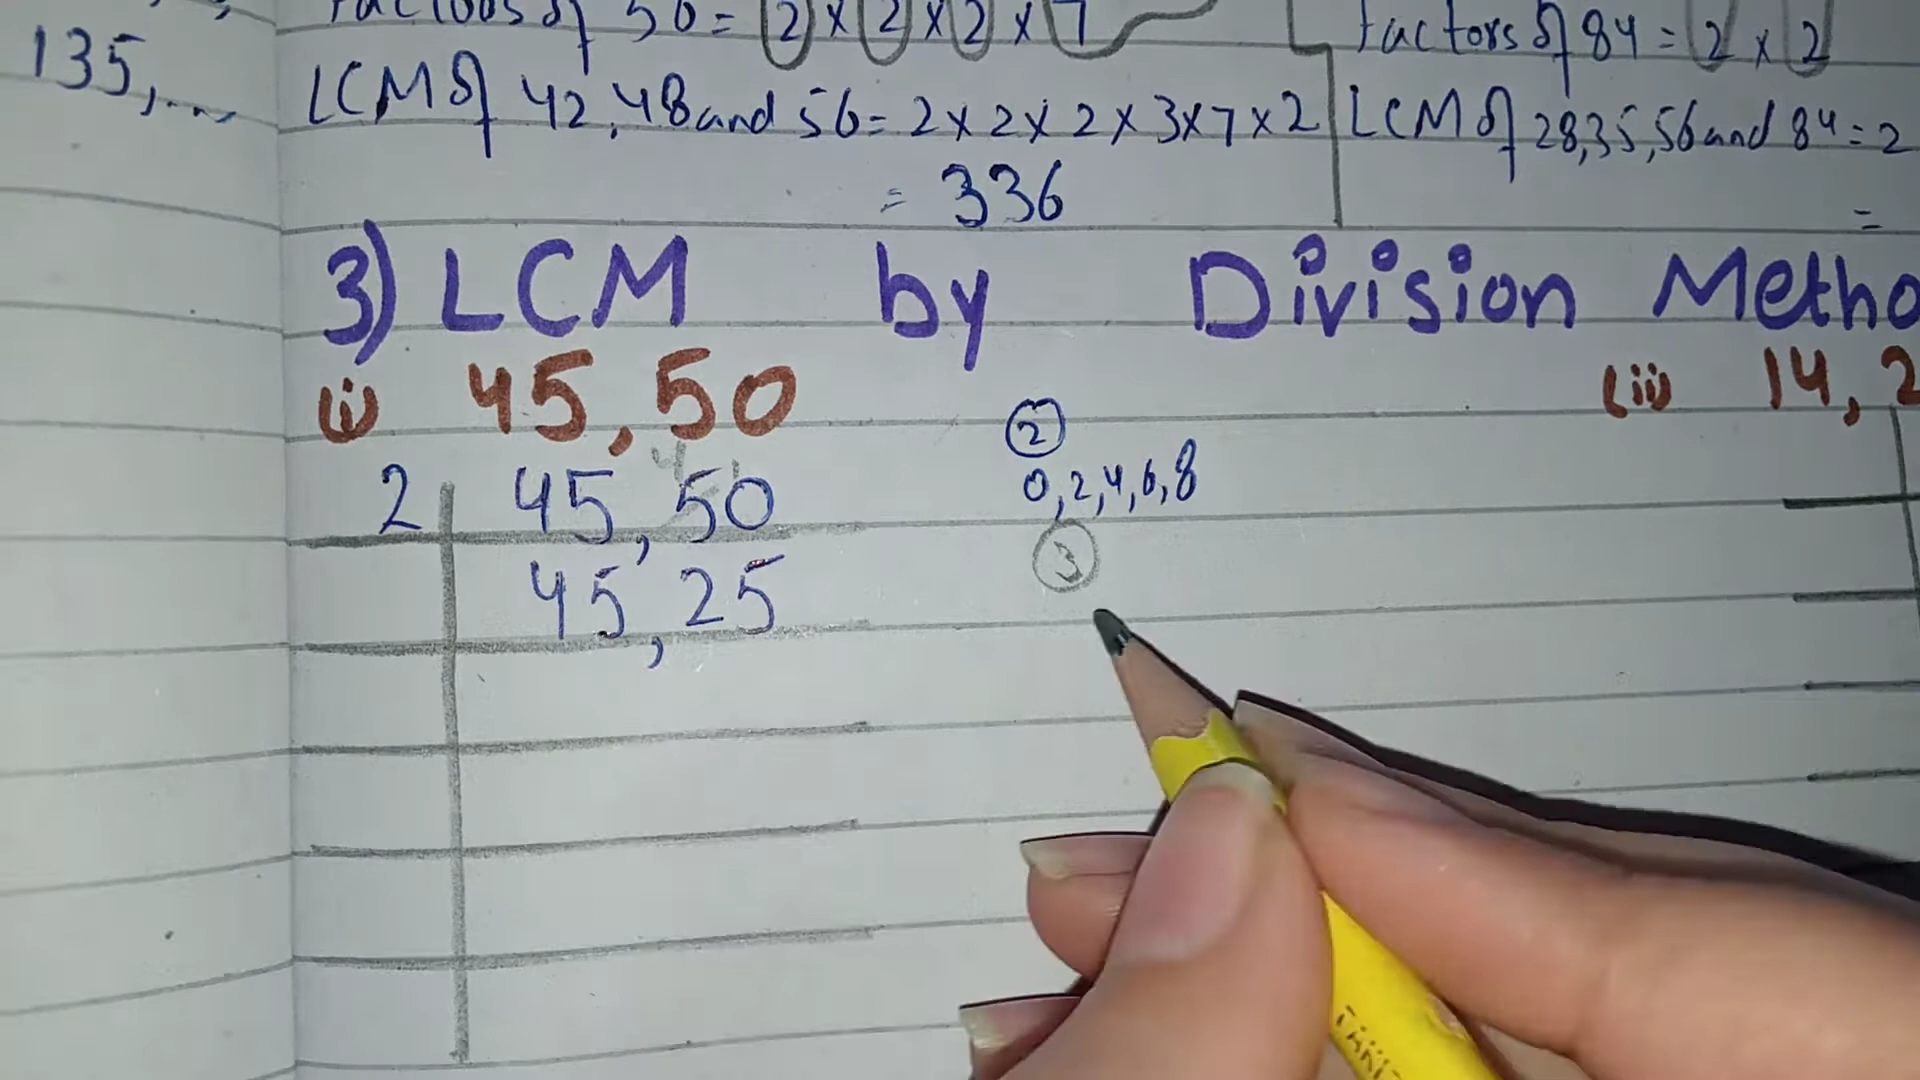 135,...
Factors of 56 = 2 x 2 x 2 x 7
LCM of 42, 48 and 56 = 2 x 2 x 2 x 3 x 7 x 2
= 336
Factors of 84 = 2 x 2
LCM of 28, 35, 56 and 84 = 2
=
3) LCM by Division Metho
(i) 45, 50
(ii) 14, 2
2 45, 50
45, 25
2
0, 2, 4, 6, 8
3